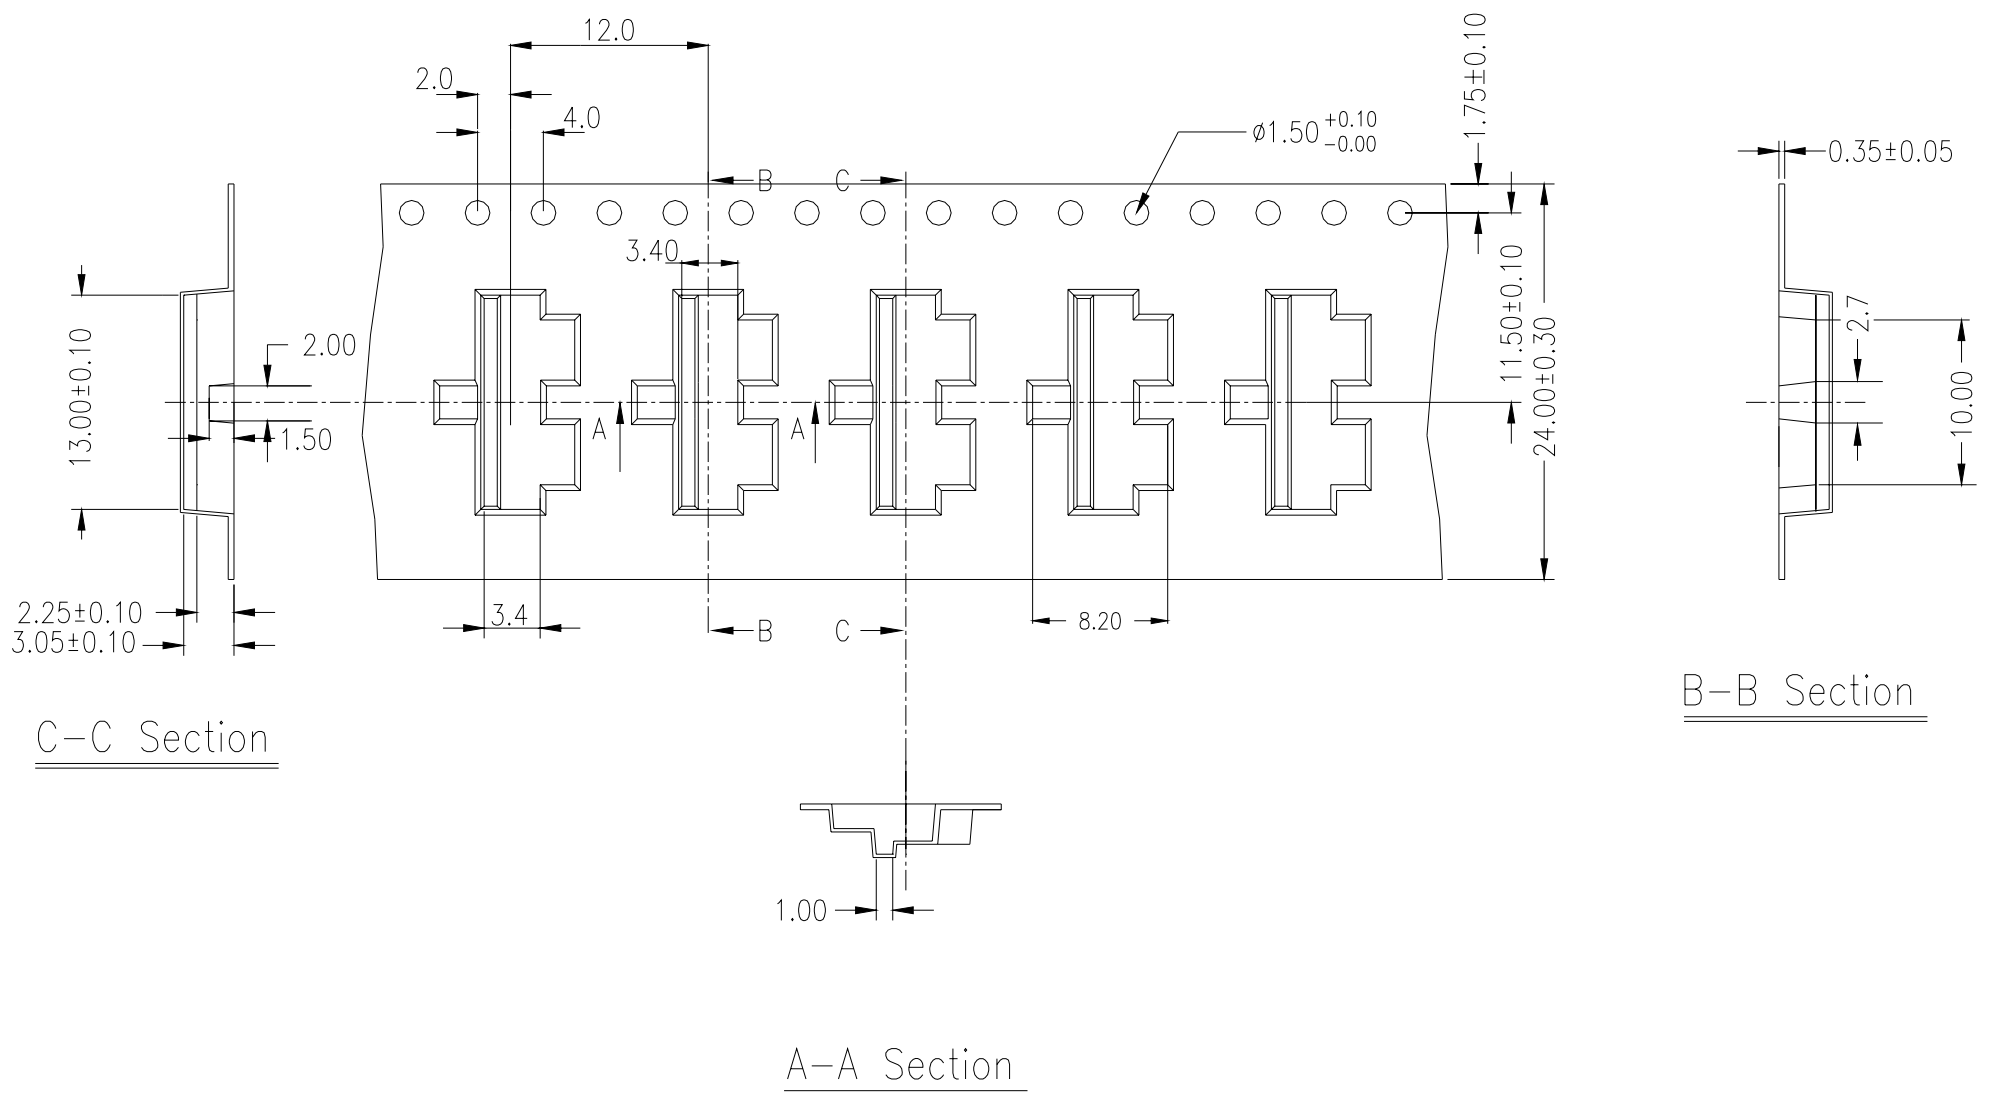 12.0
2.0
4.0
ø1.50 +0.10
-0.00
1.75±0.10
0.35±0.05
B
C
3.40
11.50±0.10
24.00±0.30
2.7
10.00
13.00±0.10
2.00
1.50
A
A
2.25±0.10
3.05±0.10
3.4
B
C
8.20
B-B Section
C-C Section
1.00
A-A Section